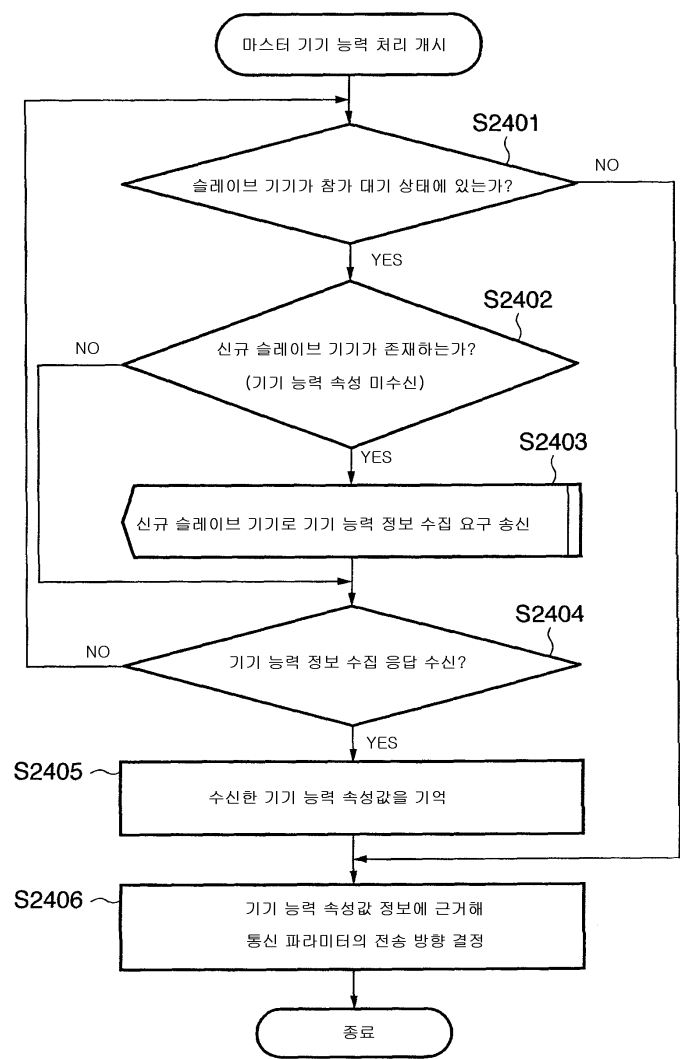 마스터 기기 능력 처리 개시
S2401
슬레이브 기기가 참가 대기 상태에 있는가?
NO
YES
S2402
신규 슬레이브 기기가 존재하는가?
(기기 능력 속성 미수신)
NO
YES
S2403
신규 슬레이브 기기로 기기 능력 정보 수집 요구 송신
S2404
기기 능력 정보 수집 응답 수신?
NO
YES
S2405
수신한 기기 능력 속성값을 기억
S2406
기기 능력 속성값 정보에 근거해
통신 파라미터의 전송 방향 결정
종료